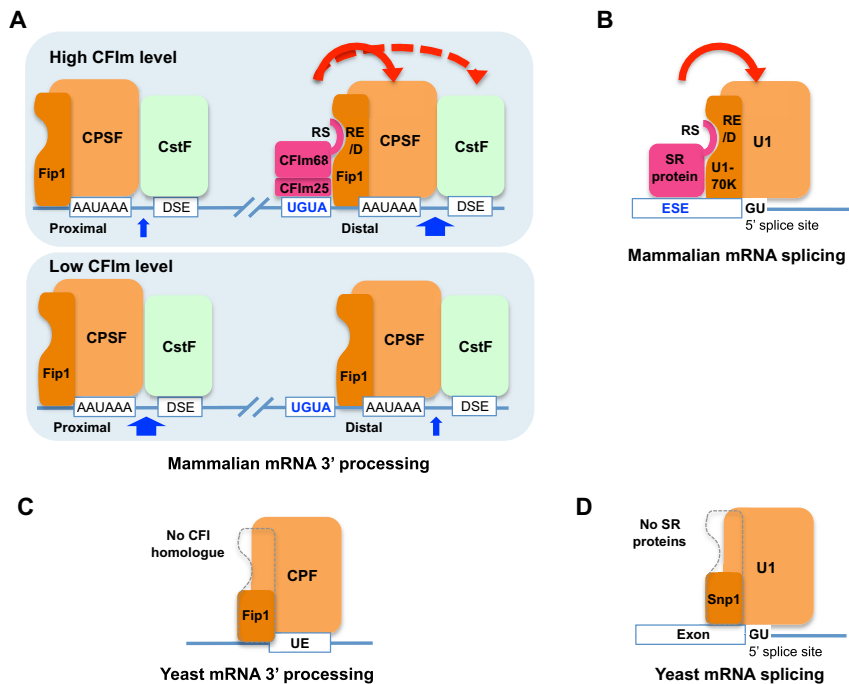 A
High CFIm level
CPSF
Fip1
CstF
AAUAAA
DSE
Proximal
RS
RE
/D
CFIm68
CFIm25
Fip1
CPSF
CstF
UGUA
AAUAAA
DSE
Distal
Low CFIm level
CPSF
Fip1
CstF
AAUAAA
DSE
Proximal
CPSF
Fip1
CstF
UGUA
AAUAAA
DSE
Distal
Mammalian mRNA 3’ processing
B
RS
RE
/D
U1
SR
protein
U1-
70K
ESE
GU
5’ splice site
Mammalian mRNA splicing
C
No CFI
homologue
CPF
Fip1
UE
Yeast mRNA 3’ processing
D
No SR
proteins
U1
Snp1
Exon
GU
5’ splice site
Yeast mRNA splicing